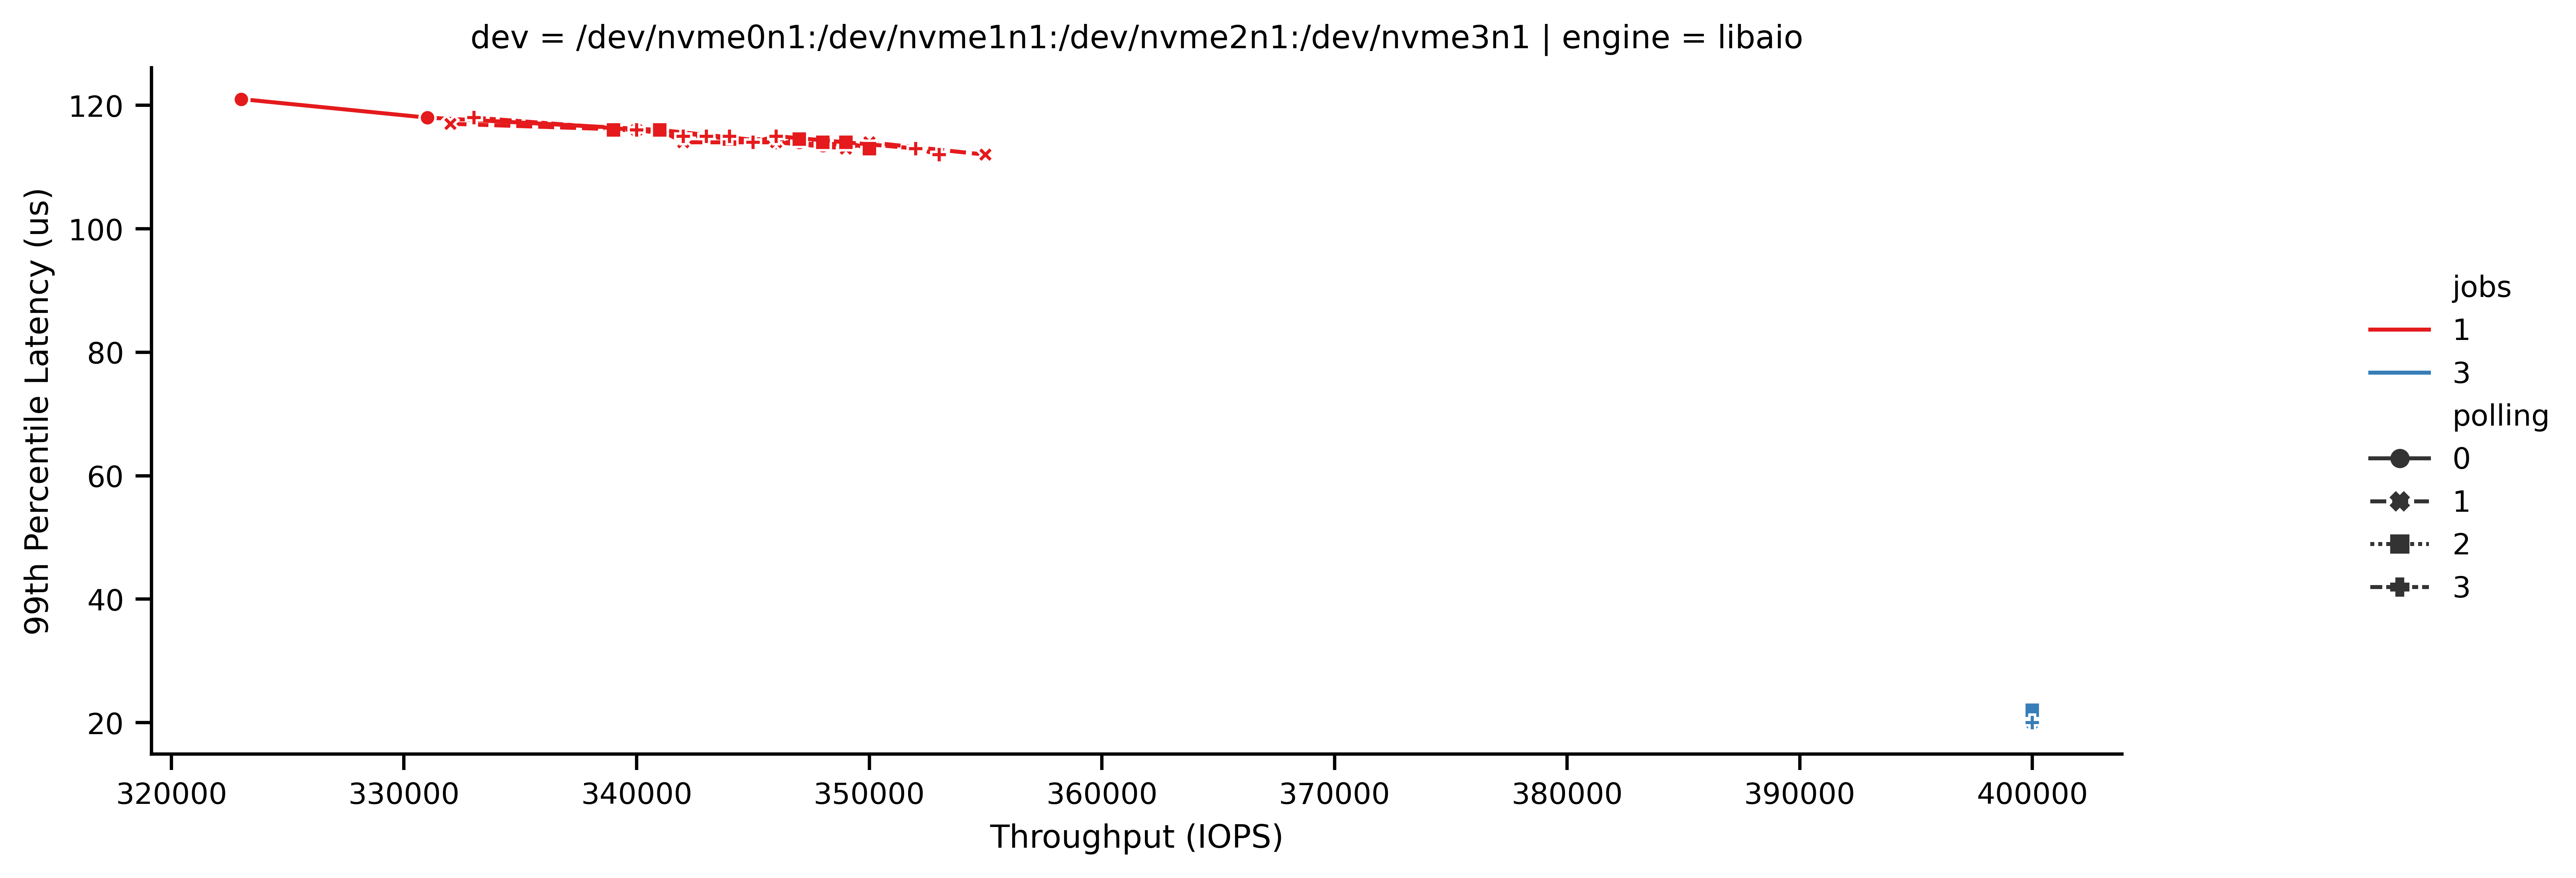 dev = /dev/nvme0n1:/dev/nvme1n1:/dev/nvme2n1:/dev/nvme3n1 | engine = libaio
99th Percentile Latency (us)
120
100
80
60
40
20
320000 330000 340000 350000 360000 370000 380000 390000 400000
Throughput (IOPS)
jobs
1
3
polling
0
1
2
3